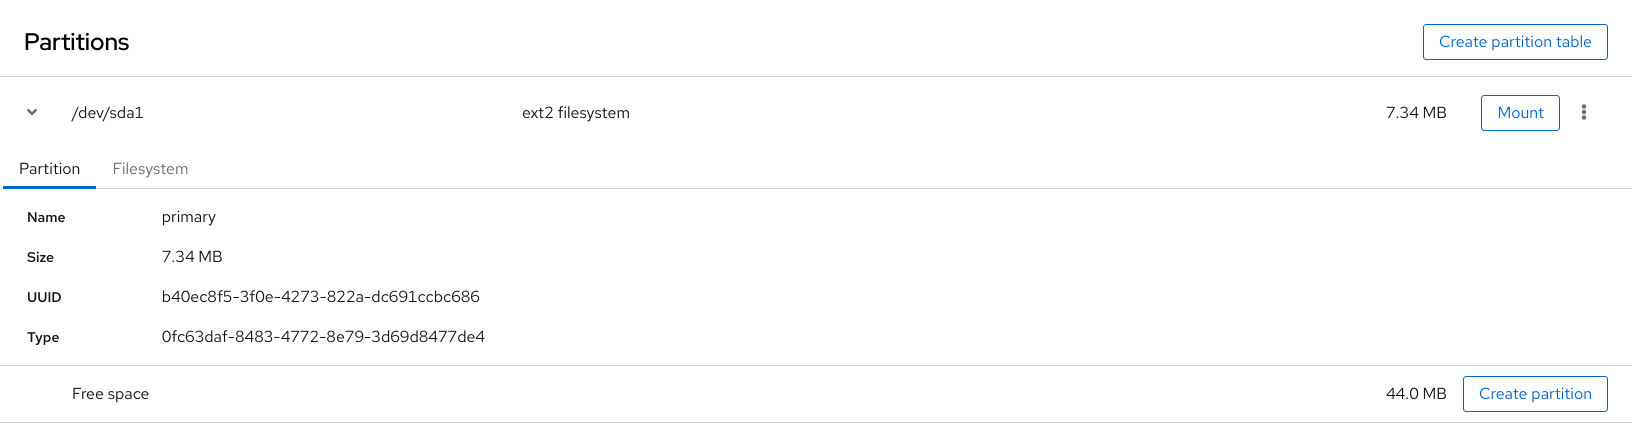 Partitions
Create partition table
/dev/sda1 ext2 filesystem 7.34 MB Mount
Partition Filesystem
Name primary
Size 7.34 MB
UUID b40ec8f5-3f0e-4273-822a-dc691ccbc686
Type 0fc63daf-8483-4772-8e79-3d69d8477de4
Free space 44.0 MB Create partition